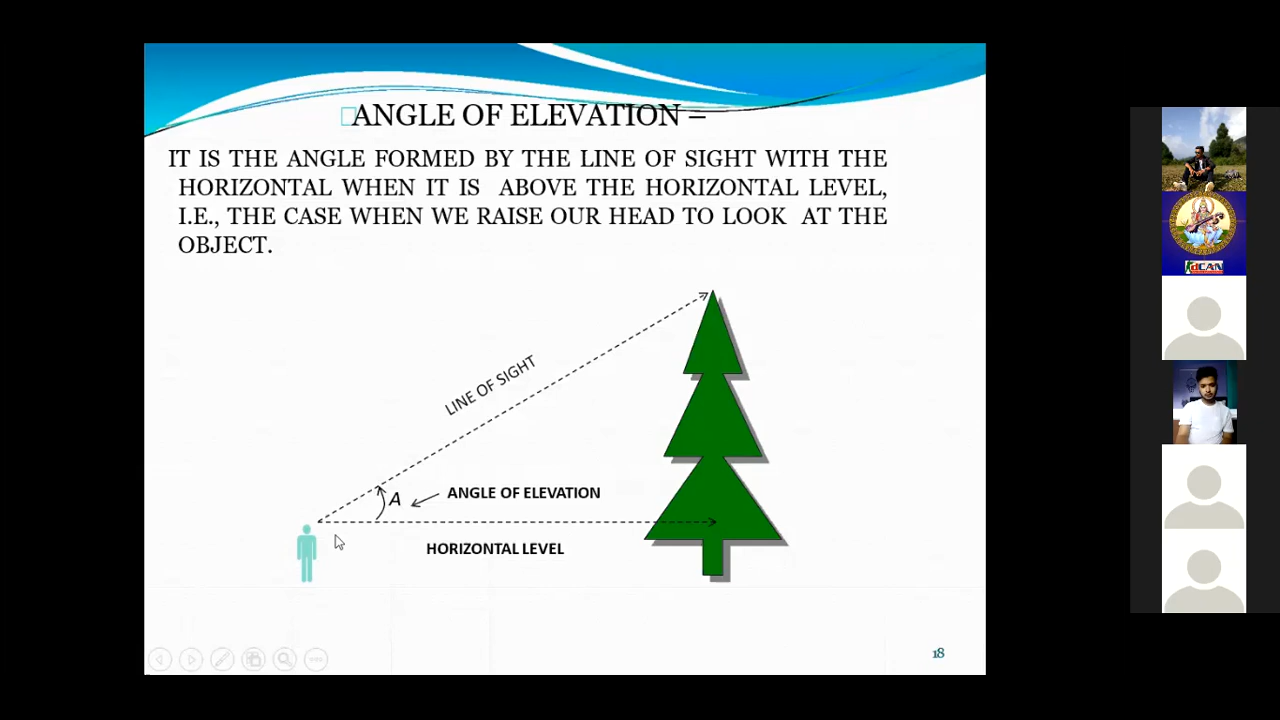 ANGLE OF ELEVATION –
IT IS THE ANGLE FORMED BY THE LINE OF SIGHT WITH THE
HORIZONTAL WHEN IT IS ABOVE THE HORIZONTAL LEVEL,
I.E., THE CASE WHEN WE RAISE OUR HEAD TO LOOK AT THE
OBJECT.
LINE OF SIGHT
A
ANGLE OF ELEVATION
HORIZONTAL LEVEL
18